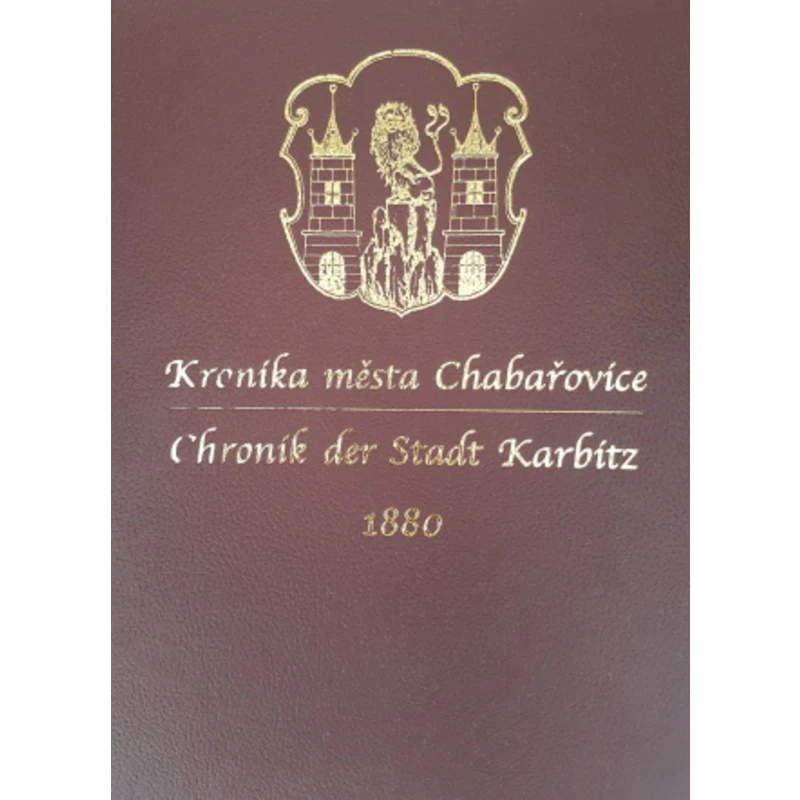 Kronika města Chabařovice
Chronik der Stadt Karbitz
1880